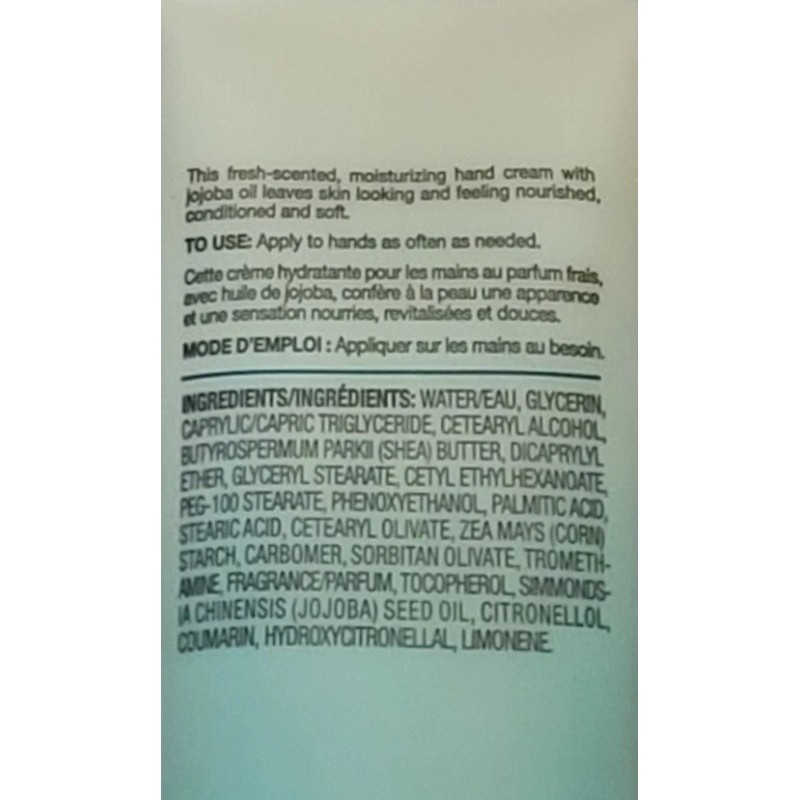 This fresh-scented, moisturizing hand cream with
jojoba oil leaves skin looking and feeling nourished,
conditioned and soft.
TO USE: Apply to hands as often as needed.
Cette crème hydratante pour les mains au parfum frais,
avec huile de jojoba, confère à la peau une apparence
et une sensation nourries, revitalisées et douces.
MODE D'EMPLOI : Appliquer sur les mains au besoin.
INGREDIENTS/INGRÉDIENTS: WATER/EAU, GLYCERIN,
CAPRYLIC/CAPRIC TRIGLYCERIDE, CETEARYL ALCOHOL,
BUTYROSPERMUM PARKII (SHEA) BUTTER, DICAPRYLYL
ETHER, GLYCERYL STEARATE, CETYL ETHYLHEXANOATE,
PEG-100 STEARATE, PHENOXYETHANOL, PALMITIC ACID,
STEARIC ACID, CETEARYL OLIVATE, ZEA MAYS (CORN)
STARCH, CARBOMER, SORBITAN OLIVATE, TROMETH-
AMINE, FRAGRANCE/PARFUM, TOCOPHEROL, SIMMONDS-
IA CHINENSIS (JOJOBA) SEED OIL, CITRONELLOL,
COUMARIN, HYDROXYCITRONELLAL, LIMONENE.